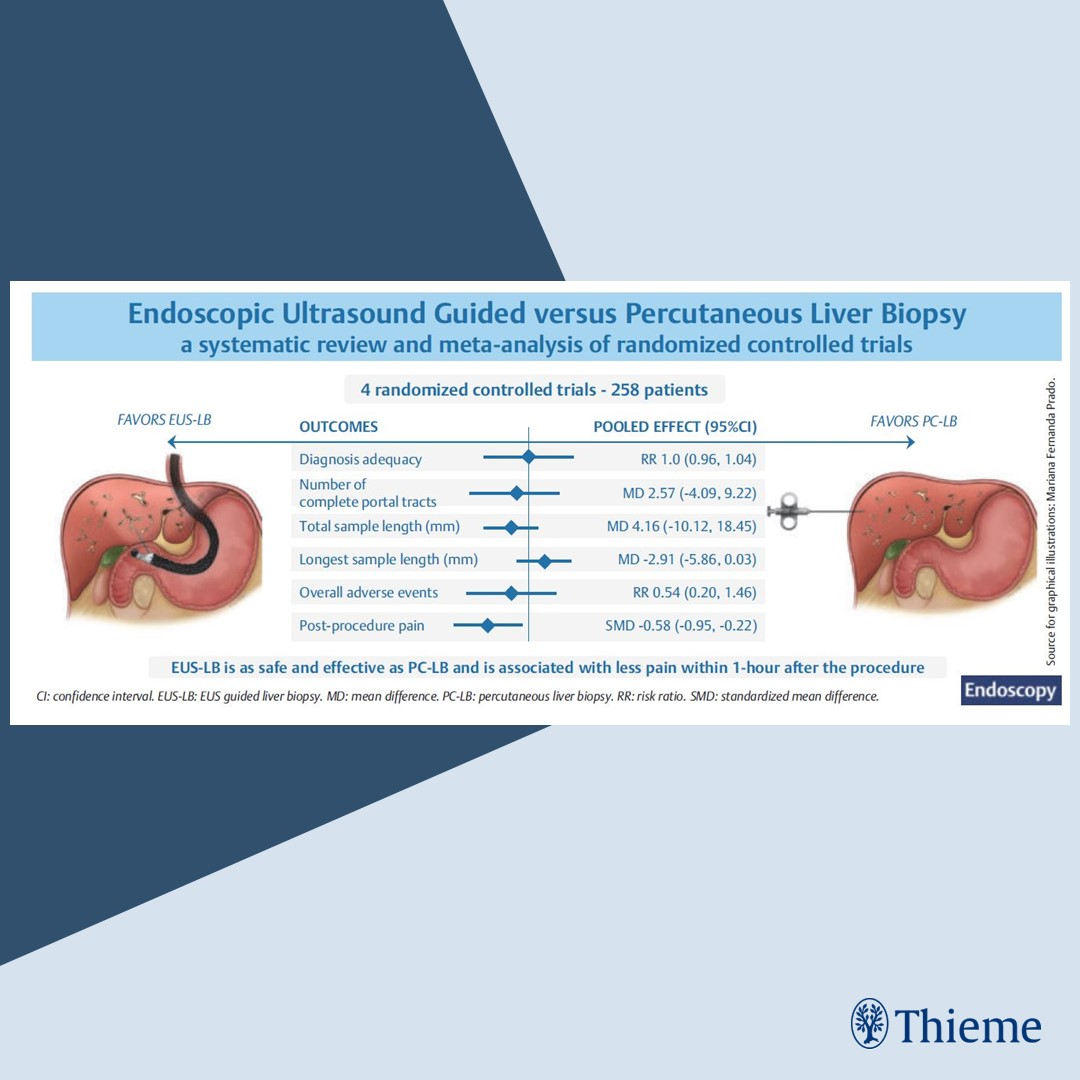 Endoscopic Ultrasound Guided versus Percutaneous Liver Biopsy
a systematic review and meta-analysis of randomized controlled trials
4 randomized controlled trials - 258 patients
FAVORS EUS-LB
FAVORS PC-LB
OUTCOMES
POOLED EFFECT (95%CI)
Diagnosis adequacy
RR 1.0 (0.96, 1.04)
Number of
complete portal tracts
MD 2.57 (-4.09, 9.22)
Total sample length (mm)
MD 4.16 (-10.12, 18.45)
Longest sample length (mm)
MD -2.91 (-5.86, 0.03)
Overall adverse events
RR 0.54 (0.20, 1.46)
Post-procedure pain
SMD -0.58 (-0.95, -0.22)
EUS-LB is as safe and effective as PC-LB and is associated with less pain within 1-hour after the procedure
CI: confidence interval. EUS-LB: EUS guided liver biopsy. MD: mean difference. PC-LB: percutaneous liver biopsy. RR: risk ratio. SMD: standardized mean difference.
Source for graphical illustrations: Mariana Fernanda Prado.
Endoscopy
Thieme